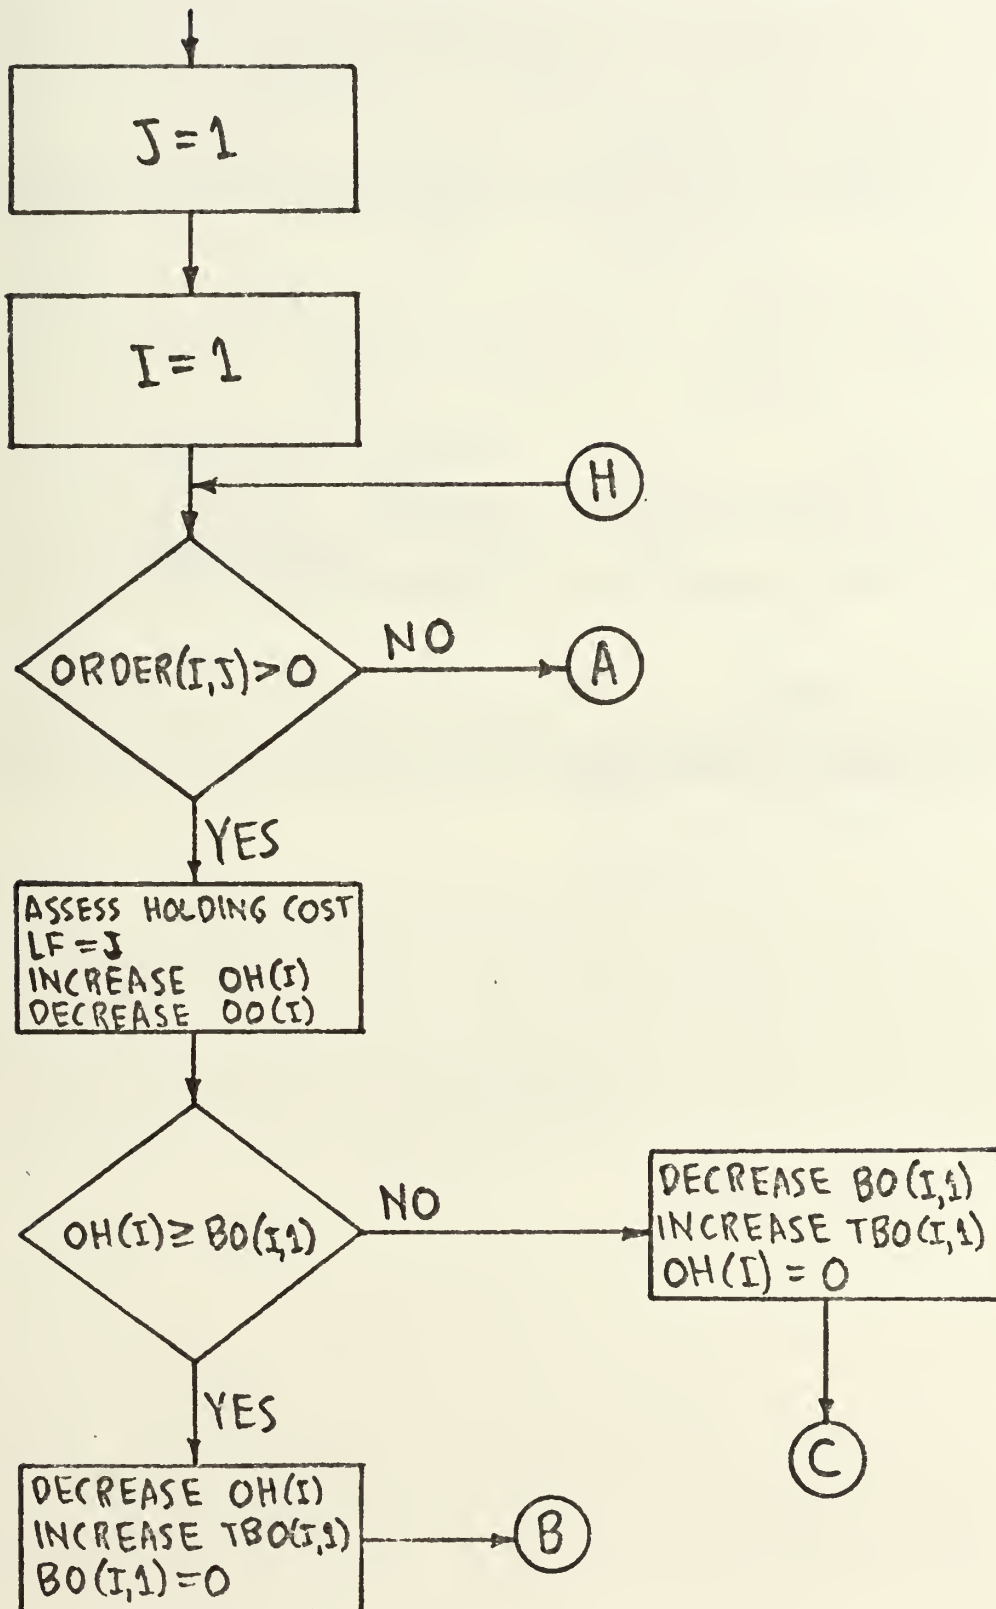 J=1
I=1
H
ORDER(I,J)>0
NO
A
YES
ASSESS HOLDING COST
LF=J
INCREASE OH(I)
DECREASE OO(I)
OH(I)≥BO(I,1)
NO
DECREASE BO(I,1)
INCREASE TBO(I,1)
OH(I)=0
YES
C
DECREASE OH(I)
INCREASE TBO(I,1)
BO(I,1)=0
B